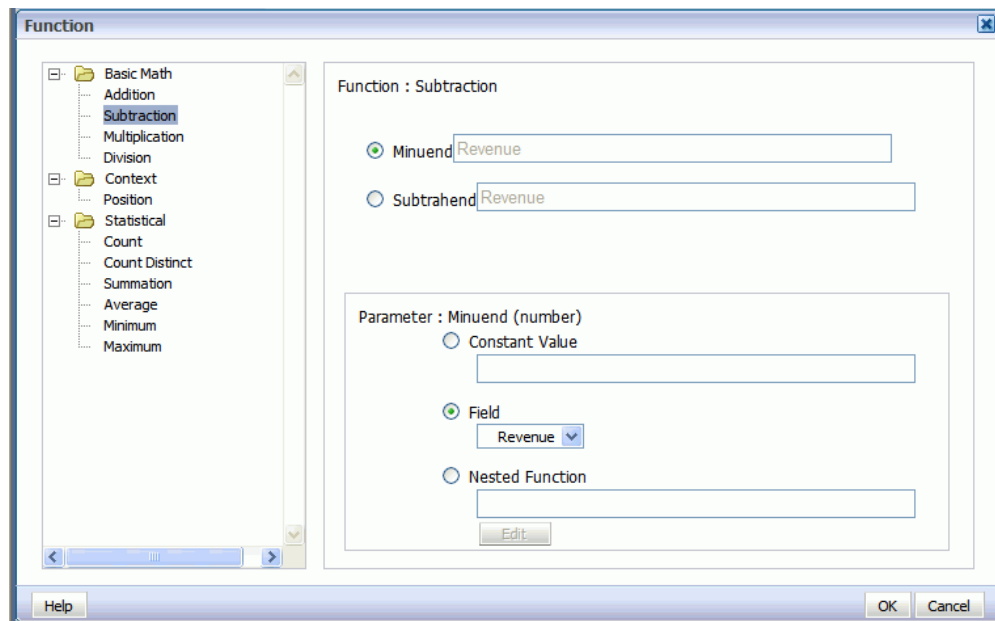 Function
Basic Math
Addition
Subtraction
Multiplication
Division
Context
Position
Statistical
Count
Count Distinct
Summation
Average
Minimum
Maximum
Function : Subtraction
Minuend Revenue
Subtrahend Revenue
Parameter : Minuend (number)
Constant Value
Field
Revenue
Nested Function
Edit
Help OK Cancel